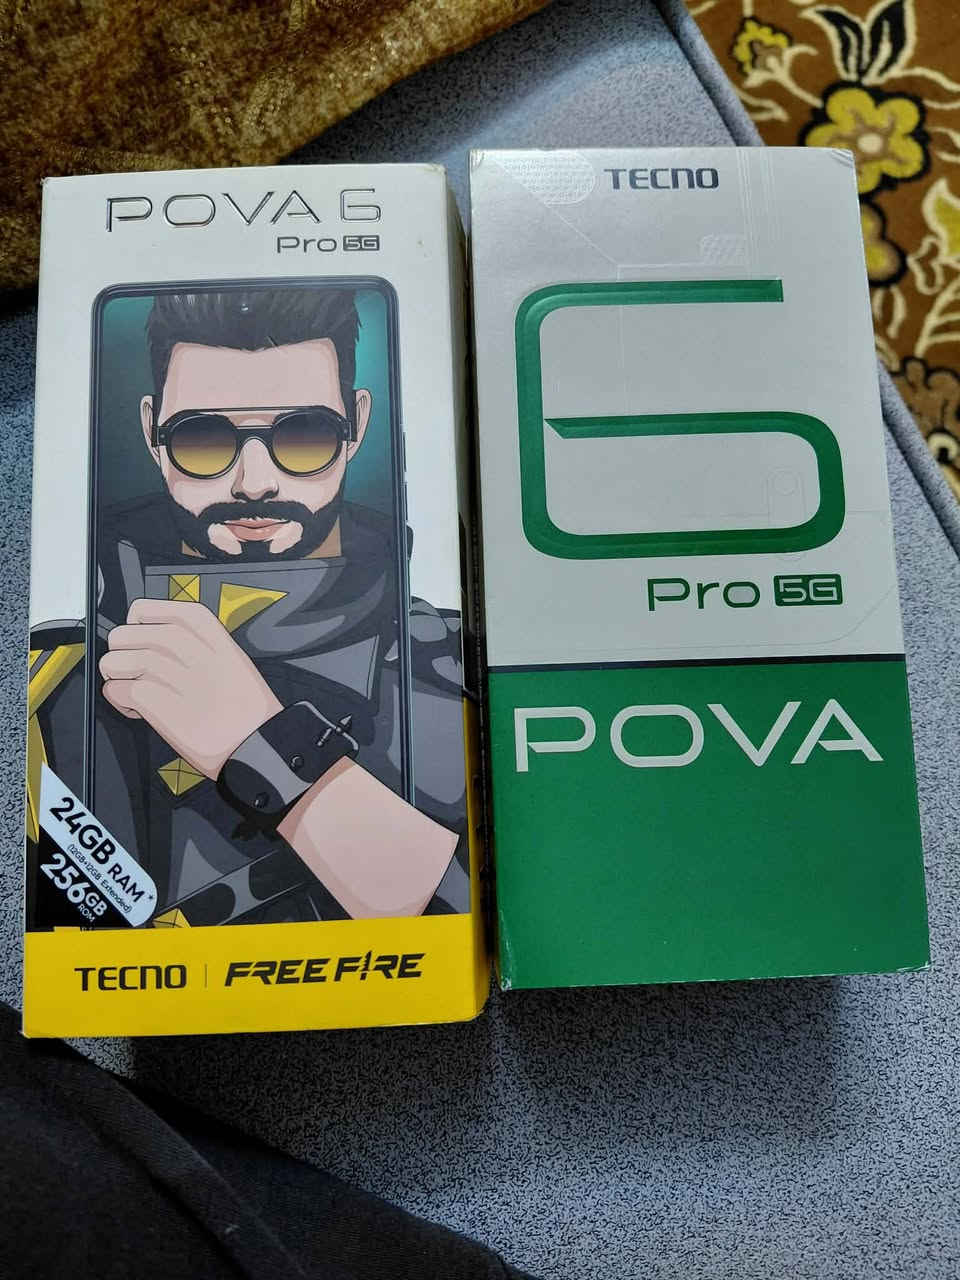 POVA 6
Pro 5G
24GB RAM*
(12GB+12GB Extended)
256GB
ROM
TECNO | FREE FIRE
TECNO
6
Pro 5G
POVA